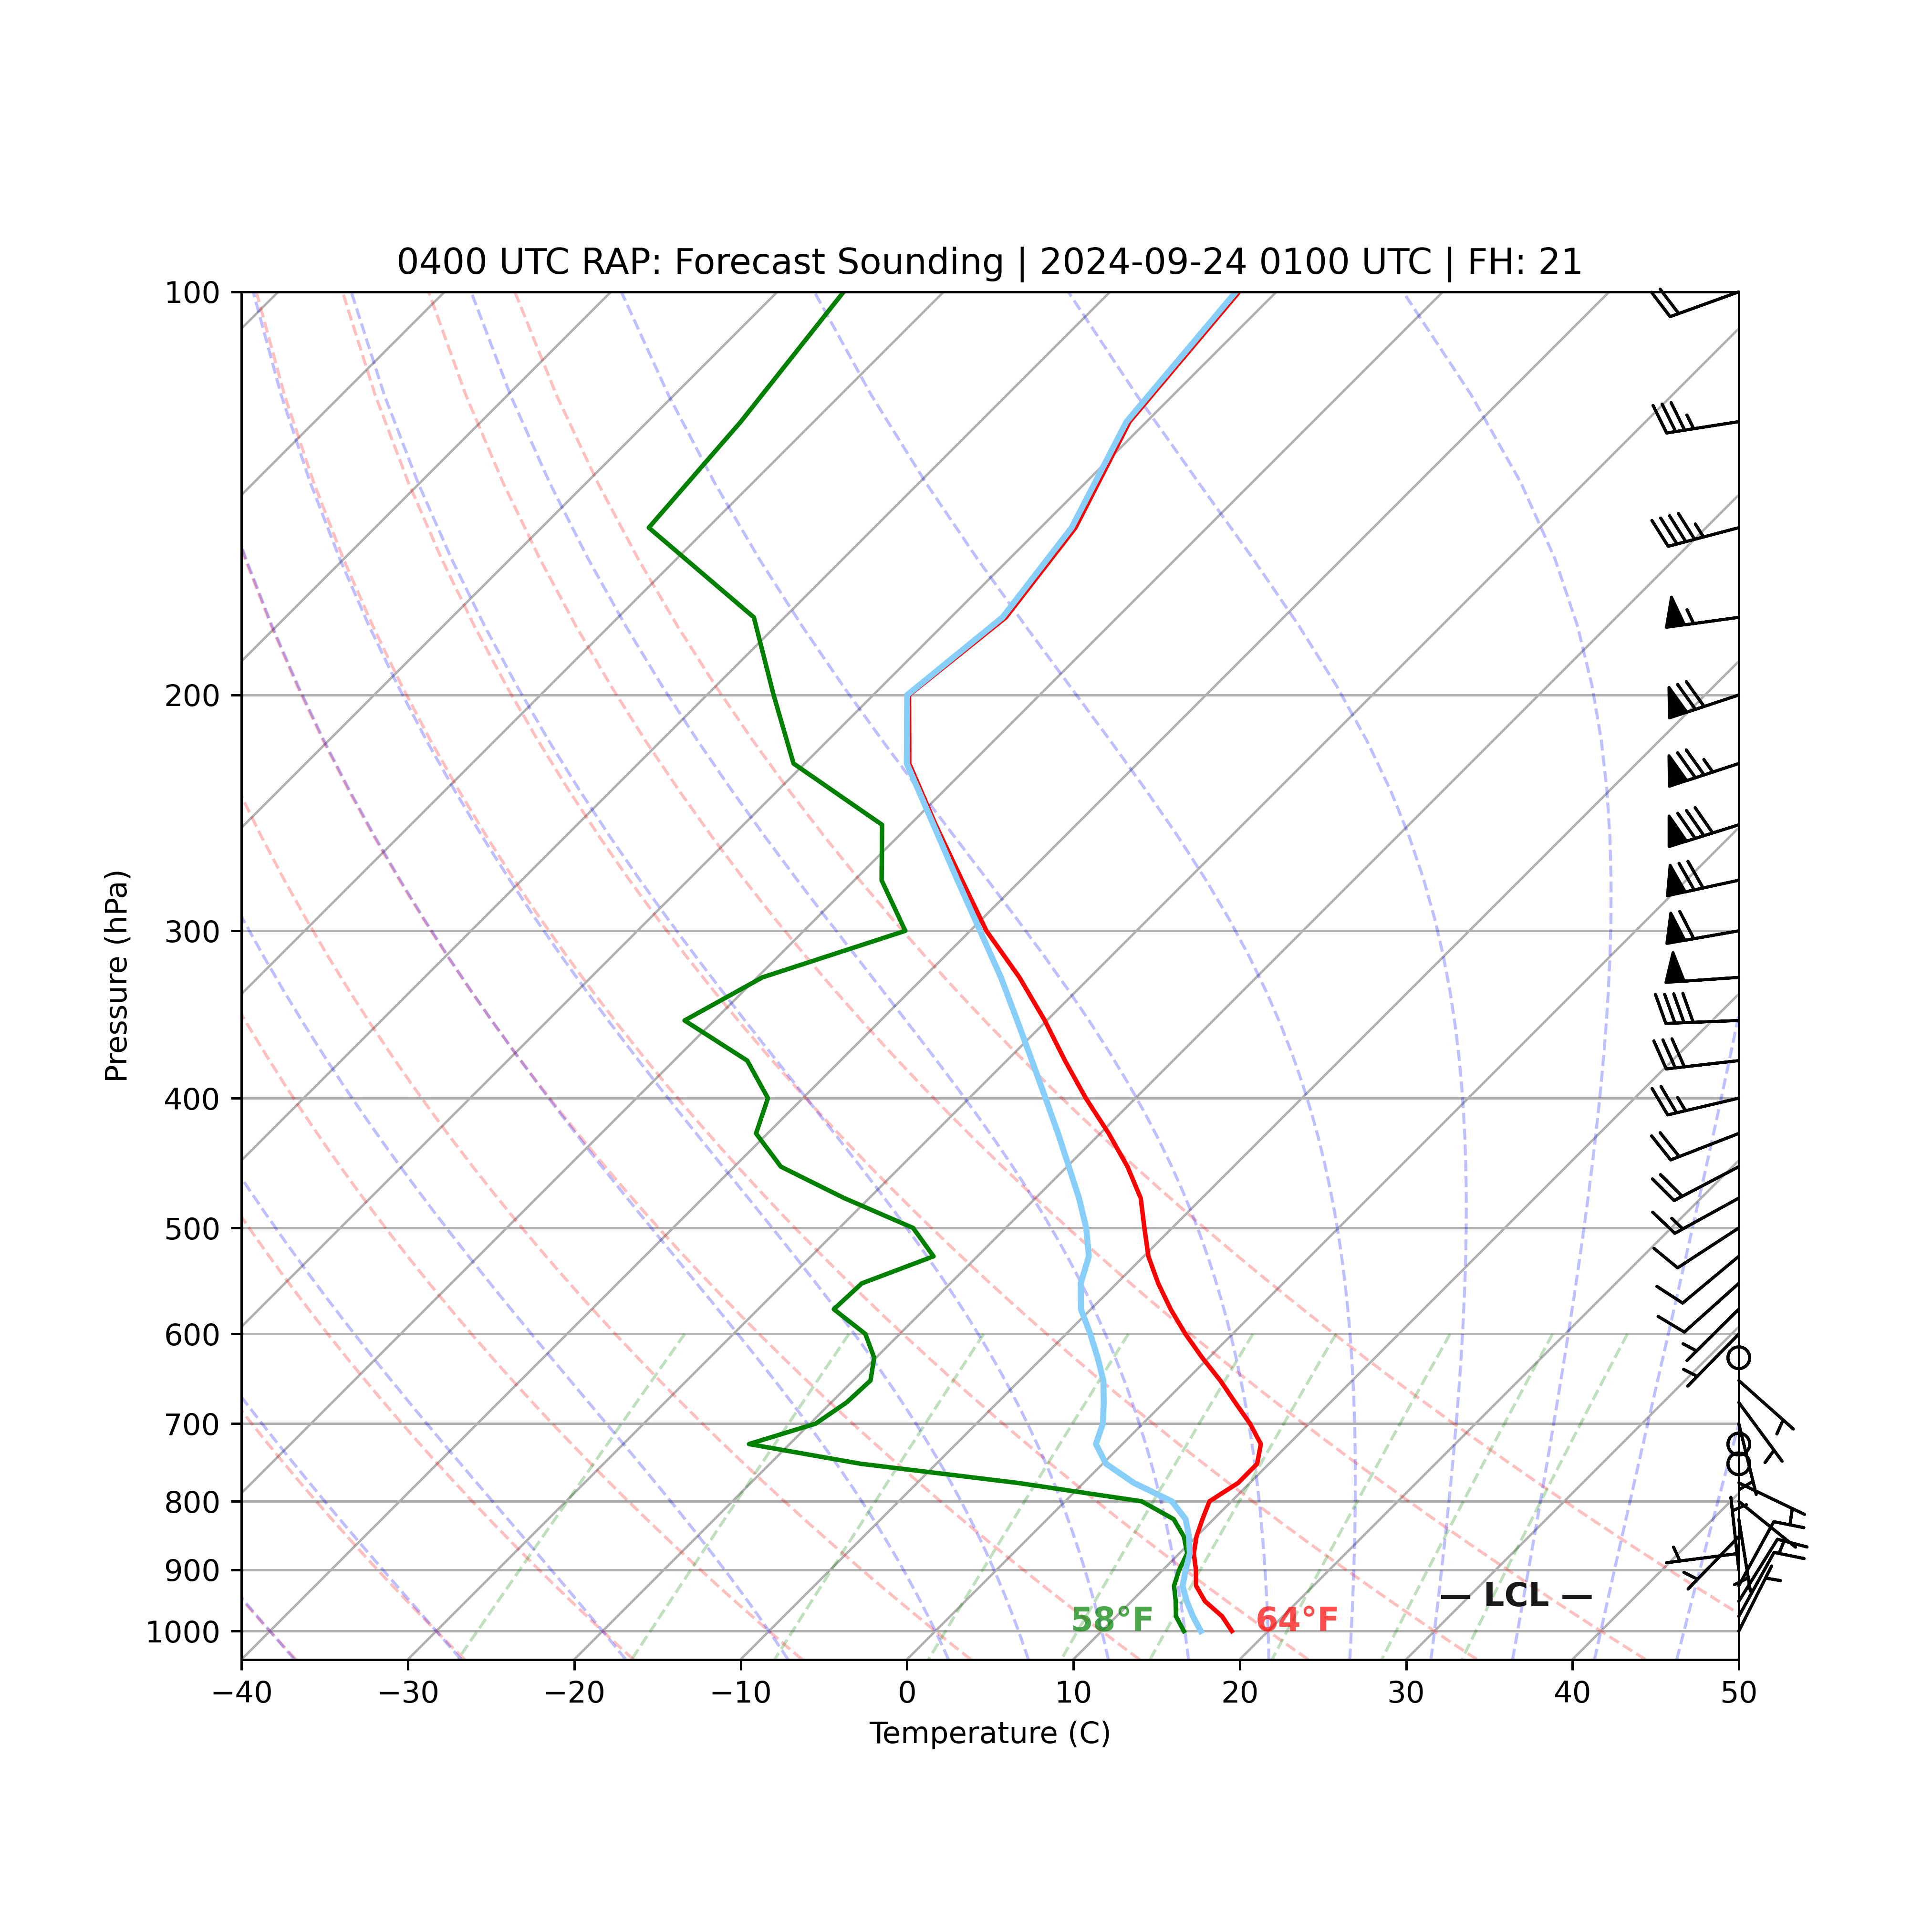 0400 UTC RAP: Forecast Sounding | 2024-09-24 0100 UTC | FH: 21
100
200
300
400
500
600
700
800
900
1000
Pressure (hPa)
— LCL —
58°F 64°F
−40 −30 −20 −10 0 10 20 30 40 50
Temperature (C)